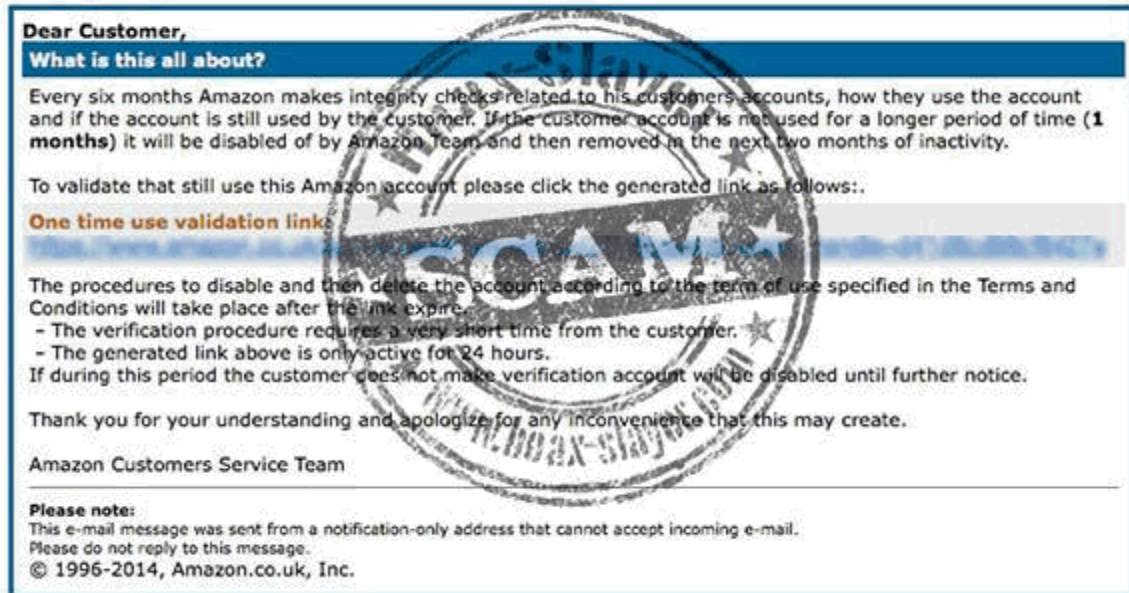 Dear Customer,
What is this all about?
Every six months Amazon makes integrity checks related to his customers accounts, how they use the account
and if the account is still used by the customer. If the customer account is not used for a longer period of time (1
months) it will be disabled of by Amazon Team and then removed in the next two months of inactivity.
To validate that still use this Amazon account please click the generated link as follows:.
One time use validation link:
The procedures to disable and then delete the account according to the term of use specified in the Terms and
Conditions will take place after the link expire.
- The verification procedure requires a very short time from the customer.
- The generated link above is only active for 24 hours.
If during this period the customer does not make verification account will be disabled until further notice.
Thank you for your understanding and apologize for any inconvenience that this may create.
Amazon Customers Service Team
Please note:
This e-mail message was sent from a notification-only address that cannot accept incoming e-mail.
Please do not reply to this message.
© 1996-2014, Amazon.co.uk, Inc.
Hoax-Slayer
SCAM
www.hoax-slayer.com